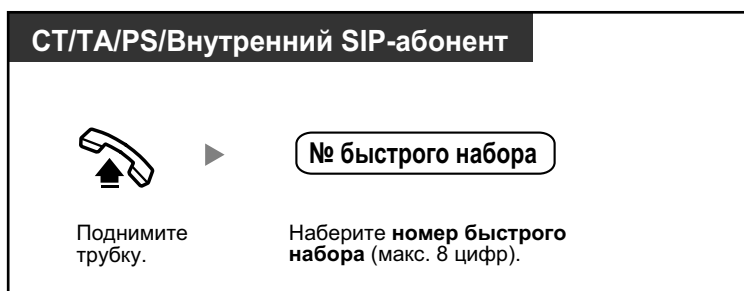 СТ/ТА/PS/Внутренний SIP-абонент
№ быстрого набора
Поднимите
трубку.
Наберите номер быстрого
набора (макс. 8 цифр).